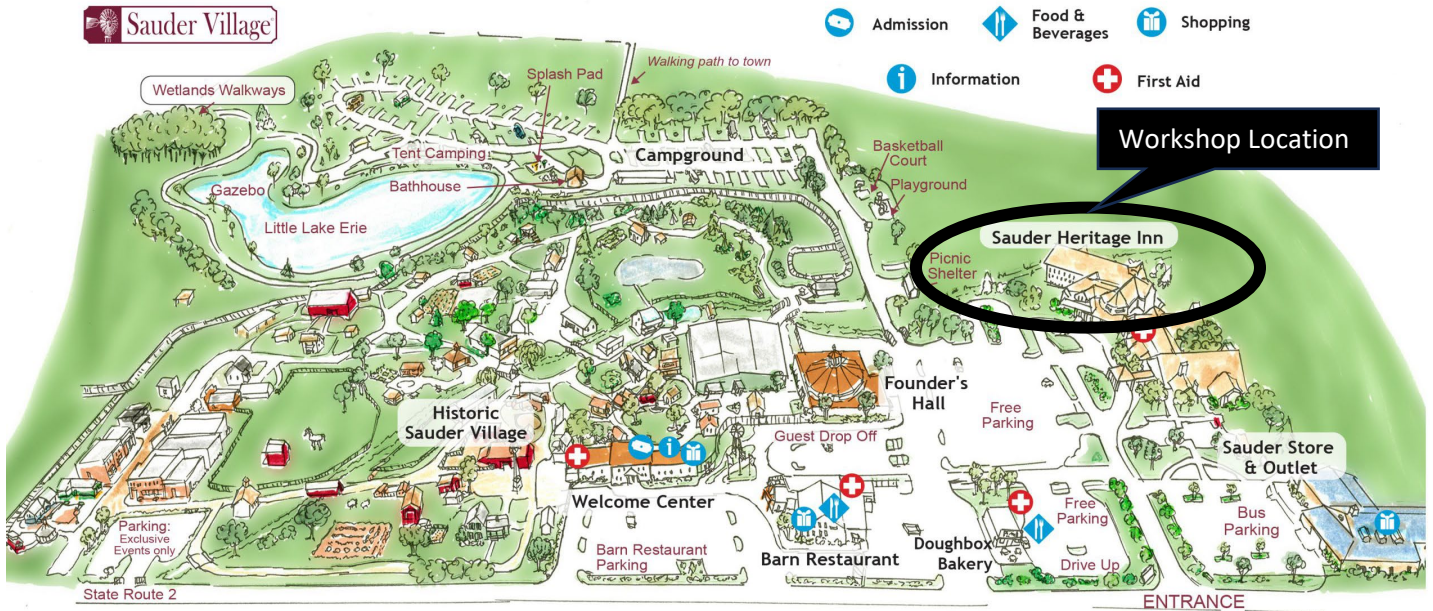 Sauder Village
Admission
Food &
Beverages
Shopping
Information
First Aid
Walking path to town
Splash Pad
Wetlands Walkways
Workshop Location
Tent Camping
Campground
Basketball
Court
Bathhouse
Playground
Gazebo
Little Lake Erie
Sauder Heritage Inn
Picnic
Shelter
Founder's
Hall
Free
Parking
Historic
Sauder Village
Guest Drop Off
Sauder Store
& Outlet
Welcome Center
Parking:
Exclusive
Events only
Barn Restaurant
Parking
Barn Restaurant
Doughbox
Bakery
Free
Parking
Drive Up
Bus
Parking
State Route 2
ENTRANCE